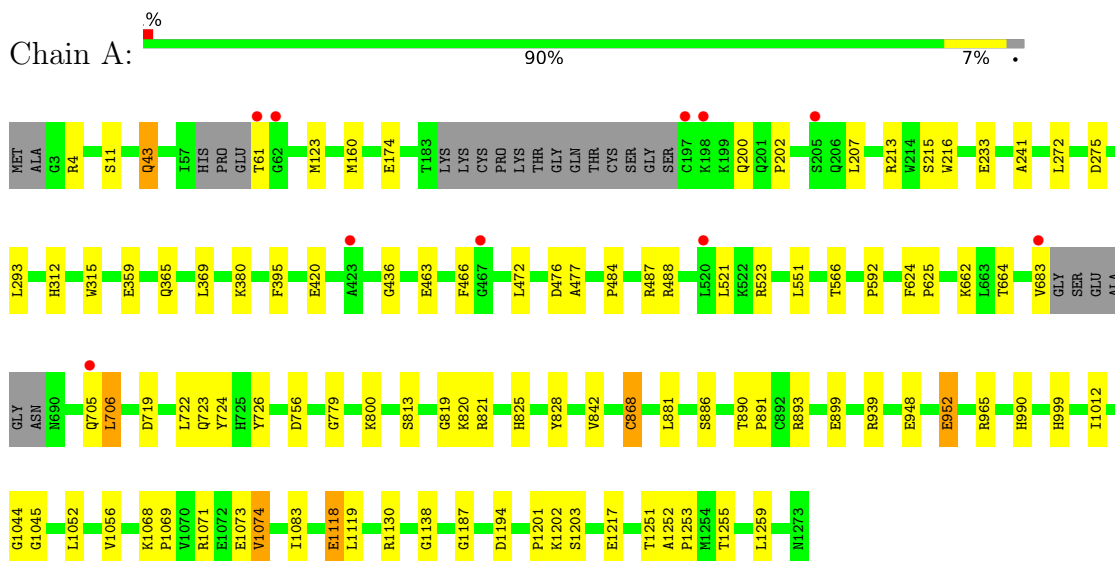 %
Chain A:
90% 7% •
MET ALA G3 R4 S11 Q43 I57 HIS PRO GLU T61 G62 M123 M160 E174 T183 LYS LYS CYS PRO LYS THR GLY GLN THR CYS SER GLY SER C197 K198 K199 Q200 Q201 P202 S205 Q206 L207 R213 W214 S215 W216 E233 A241 L272 D275
L293 H312 W315 E359 Q365 L369 K380 F395 E420 A423 G436 E463 F466 G467 L472 D476 A477 P484 R487 R488 L520 L521 K522 R523 L551 T566 P592 F624 P625 K662 L663 T664 V683 GLY SER GLU ALA
GLY ASN N690 Q705 L706 D719 L722 Q723 Y724 H725 Y726 D756 G779 K800 S813 G819 K820 R821 H825 Y828 V842 C868 L881 S886 T890 P891 C892 R893 E899 R939 E948 E952 R965 H990 H999 I1012
G1044 G1045 L1052 V1056 K1068 P1069 V1070 R1071 E1072 E1073 V1074 I1083 E1118 L1119 R1130 G1138 G1187 D1194 P1201 K1202 S1203 E1217 T1251 A1252 P1253 M1254 T1255 L1259 N1273